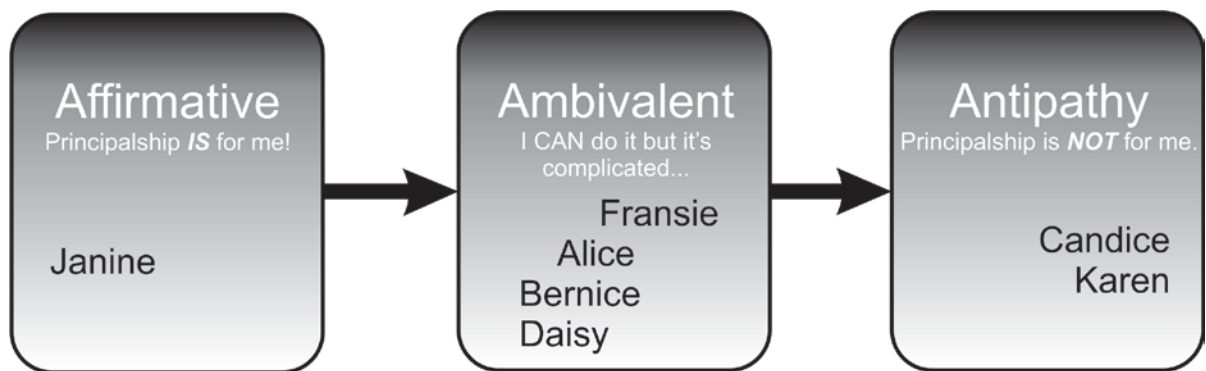 Affirmative
Principalship IS for me!
Janine
Ambivalent
I CAN do it but it's
complicated...
Fransie
Alice
Bernice
Daisy
Antipathy
Principalship is NOT for me.
Candice
Karen